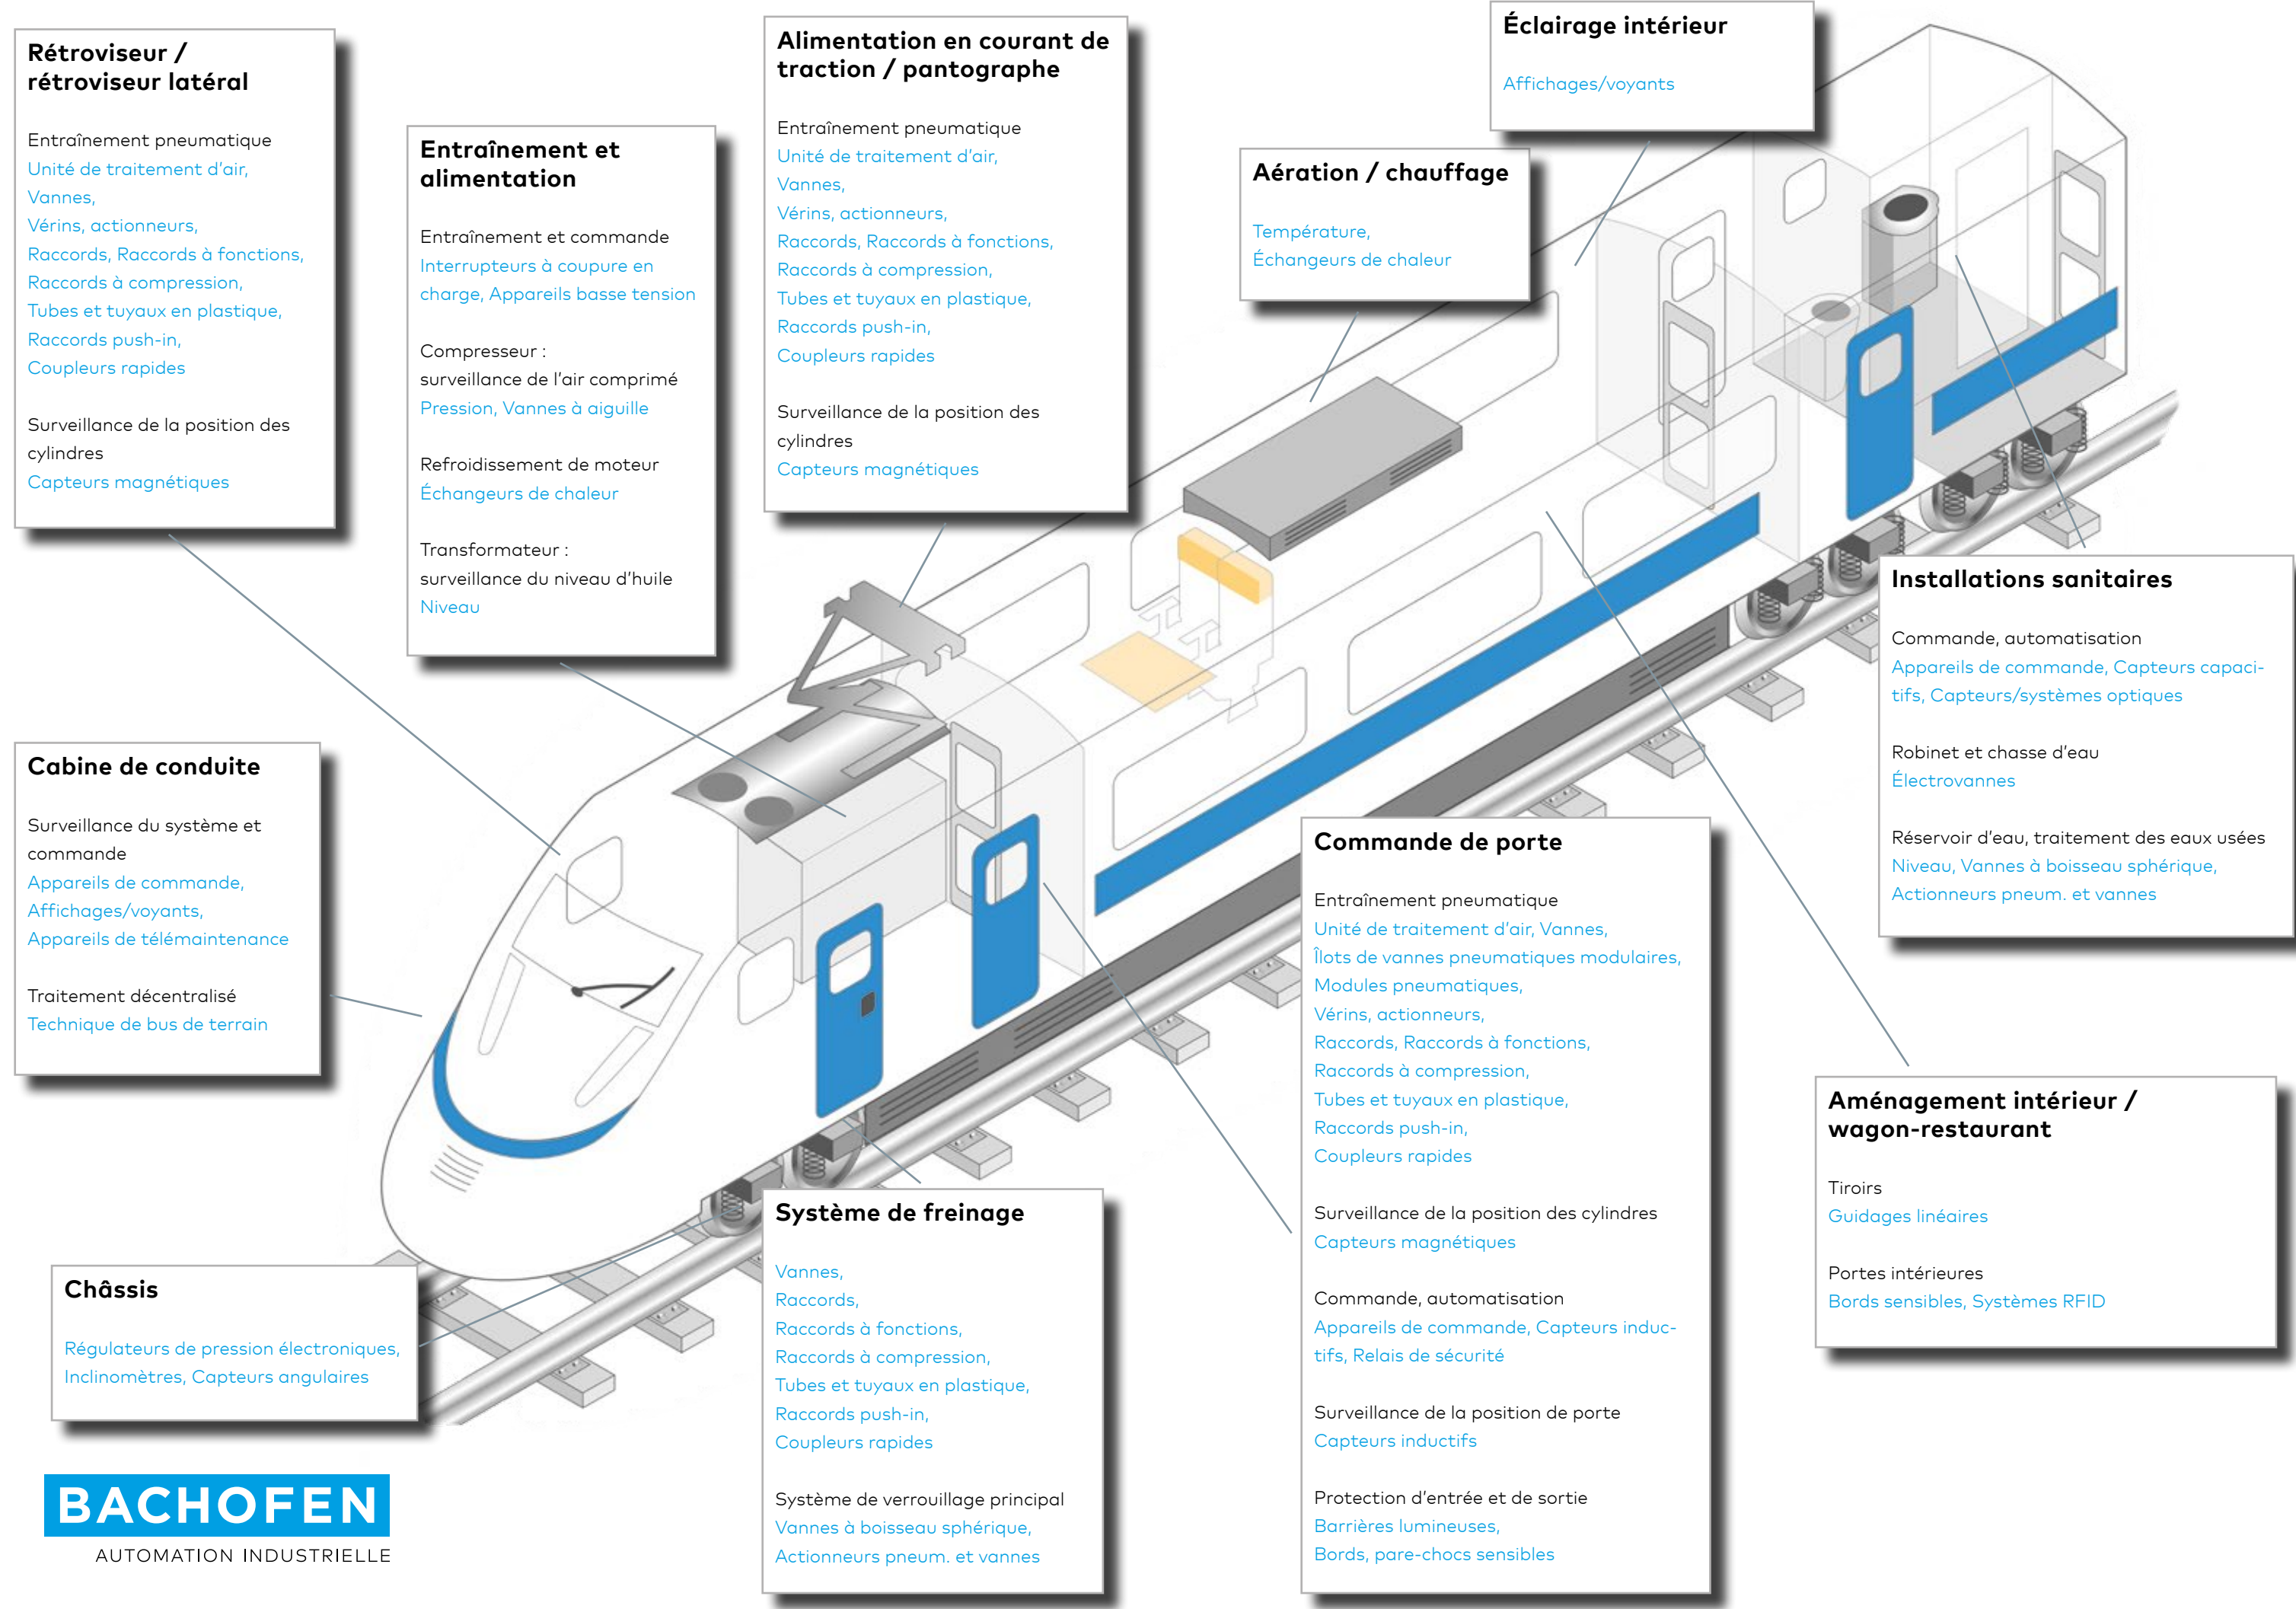 Rétroviseur /
rétroviseur latéral
Entraînement pneumatique
Unité de traitement d'air,
Vannes,
Vérins, actionneurs,
Raccords, Raccords à fonctions,
Raccords à compression,
Tubes et tuyaux en plastique,
Raccords push-in,
Coupleurs rapides
Surveillance de la position des
cylindres
Capteurs magnétiques
Entraînement et
alimentation
Entraînement et commande
Interrupteurs à coupure en
charge, Appareils basse tension
Compresseur :
surveillance de l'air comprimé
Pression, Vannes à aiguille
Refroidissement de moteur
Échangeurs de chaleur
Transformateur :
surveillance du niveau d'huile
Niveau
Alimentation en courant de
traction / pantographe
Entraînement pneumatique
Unité de traitement d'air,
Vannes,
Vérins, actionneurs,
Raccords, Raccords à fonctions,
Raccords à compression,
Tubes et tuyaux en plastique,
Raccords push-in,
Coupleurs rapides
Surveillance de la position des
cylindres
Capteurs magnétiques
Éclairage intérieur
Affichages/voyants
Aération / chauffage
Température,
Échangeurs de chaleur
Installations sanitaires
Commande, automatisation
Appareils de commande, Capteurs capaci-
tifs, Capteurs/systèmes optiques
Robinet et chasse d'eau
Électrovannes
Réservoir d'eau, traitement des eaux usées
Niveau, Vannes à boisseau sphérique,
Actionneurs pneum. et vannes
Cabine de conduite
Surveillance du système et
commande
Appareils de commande,
Affichages/voyants,
Appareils de télémaintenance
Traitement décentralisé
Technique de bus de terrain
Commande de porte
Entraînement pneumatique
Unité de traitement d'air, Vannes,
Îlots de vannes pneumatiques modulaires,
Modules pneumatiques,
Vérins, actionneurs,
Raccords, Raccords à fonctions,
Raccords à compression,
Tubes et tuyaux en plastique,
Raccords push-in,
Coupleurs rapides
Surveillance de la position des cylindres
Capteurs magnétiques
Commande, automatisation
Appareils de commande, Capteurs induc-
tifs, Relais de sécurité
Surveillance de la position de porte
Capteurs inductifs
Protection d'entrée et de sortie
Barrières lumineuses,
Bords, pare-chocs sensibles
Aménagement intérieur /
wagon-restaurant
Tiroirs
Guidages linéaires
Portes intérieures
Bords sensibles, Systèmes RFID
Système de freinage
Vannes,
Raccords,
Raccords à fonctions,
Raccords à compression,
Tubes et tuyaux en plastique,
Raccords push-in,
Coupleurs rapides
Système de verrouillage principal
Vannes à boisseau sphérique,
Actionneurs pneum. et vannes
Châssis
Régulateurs de pression électroniques,
Inclinomètres, Capteurs angulaires
BACHOFEN
AUTOMATION INDUSTRIELLE